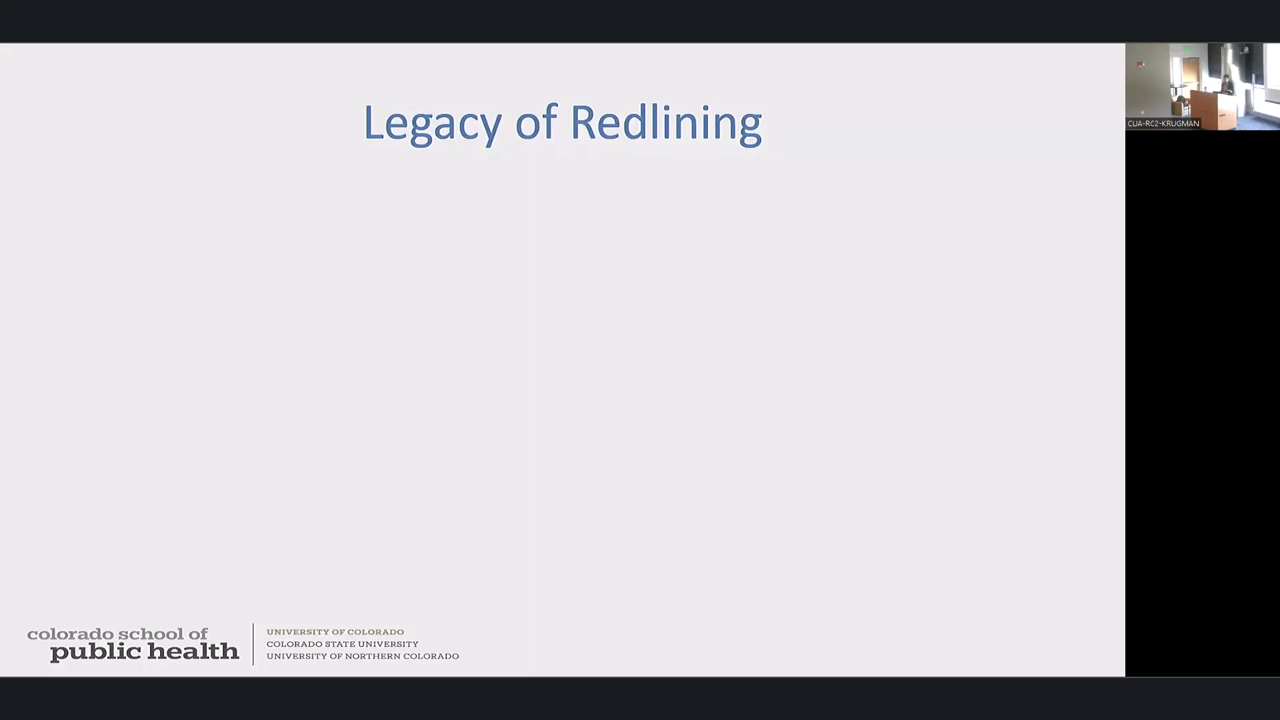 Legacy of Redlining
CUA-RC2-KRUGMAN
colorado school of
public health
UNIVERSITY OF COLORADO
COLORADO STATE UNIVERSITY
UNIVERSITY OF NORTHERN COLORADO